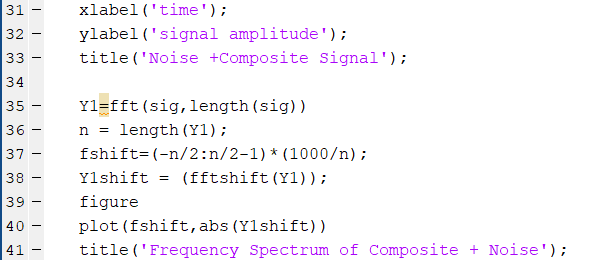 31 - xlabel('time');
32 - ylabel('signal amplitude');
33 - title('Noise +Composite Signal');
34
35 - Y1=fft(sig,length(sig))
36 - n = length(Y1);
37 - fshift=(-n/2:n/2-1)*(1000/n);
38 - Y1shift = (fftshift(Y1));
39 - figure
40 - plot(fshift,abs(Y1shift))
41 - title('Frequency Spectrum of Composite + Noise');